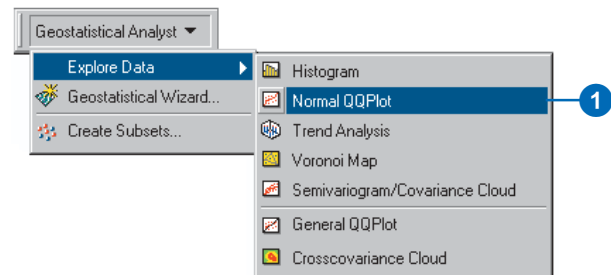 Geostatistical Analyst
Explore Data
Geostatistical Wizard...
Create Subsets...
Histogram
Normal QQPlot
1
Trend Analysis
Voronoi Map
Semivariogram/Covariance Cloud
General QQPlot
Crosscovariance Cloud